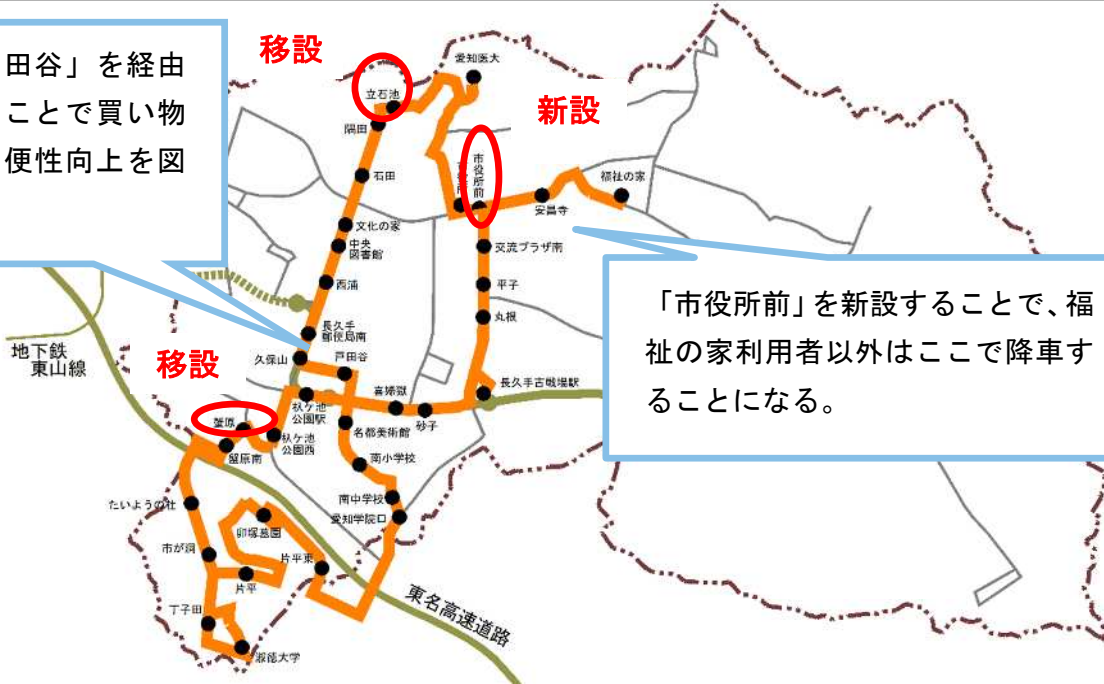 田谷」を経由
ことで買い物
便性向上を図
移設
愛知医大
立石池
新設
隅田
市役所前
石田
福祉の家
安昌寺
文化の家
中央
図書館
交流プラザ南
西浦
平子
丸根
長久手
郵便局南
地下鉄
東山線
久保山
戸田谷
移設
「市役所前」を新設することで、福
祉の家利用者以外はここで降車す
ることになる。
喜婦嶽
長久手古戦場駅
杁ケ池
公園駅
砂子
蟹原
名都美術館
杁ケ池
公園西
蟹原南
南小学校
たいようの杜
南中学校
愛知学院口
卯塚墓園
市が洞
片平東
片平
東名高速道路
丁子田
淑徳大学